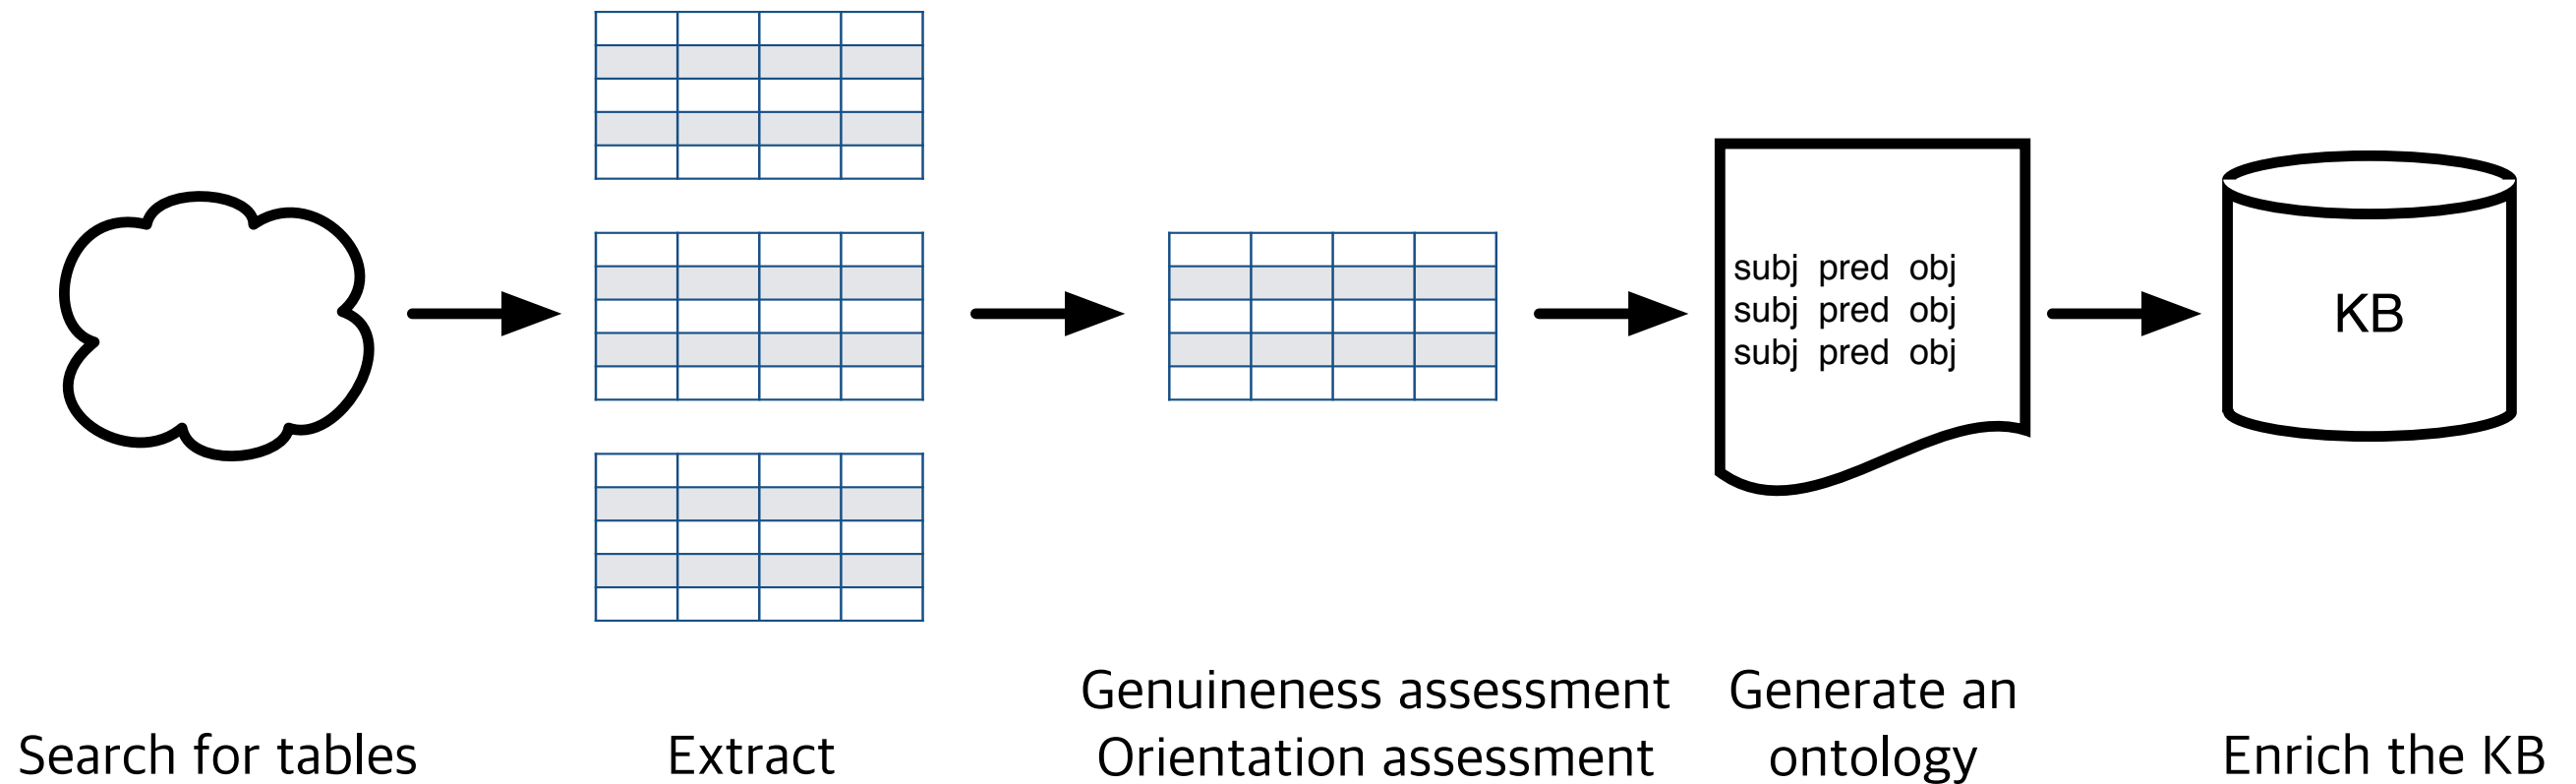 subj pred obj
subj pred obj
subj pred obj
KB
Search for tables
Extract
Genuineness assessment
Orientation assessment
Generate an
ontology
Enrich the KB